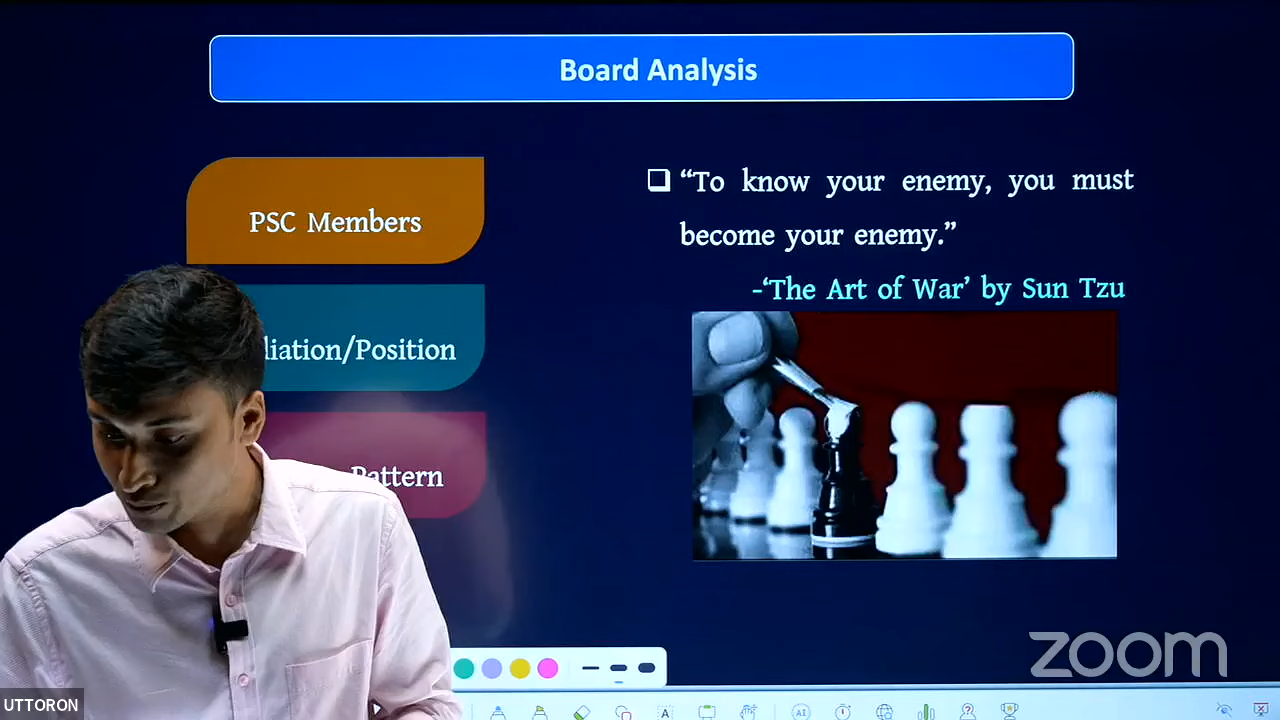 Board Analysis
PSC Members
liation/Position
Pattern
❑ “To know your enemy, you must
become your enemy.”
-‘The Art of War’ by Sun Tzu
zoom
UTTORON
A
AI